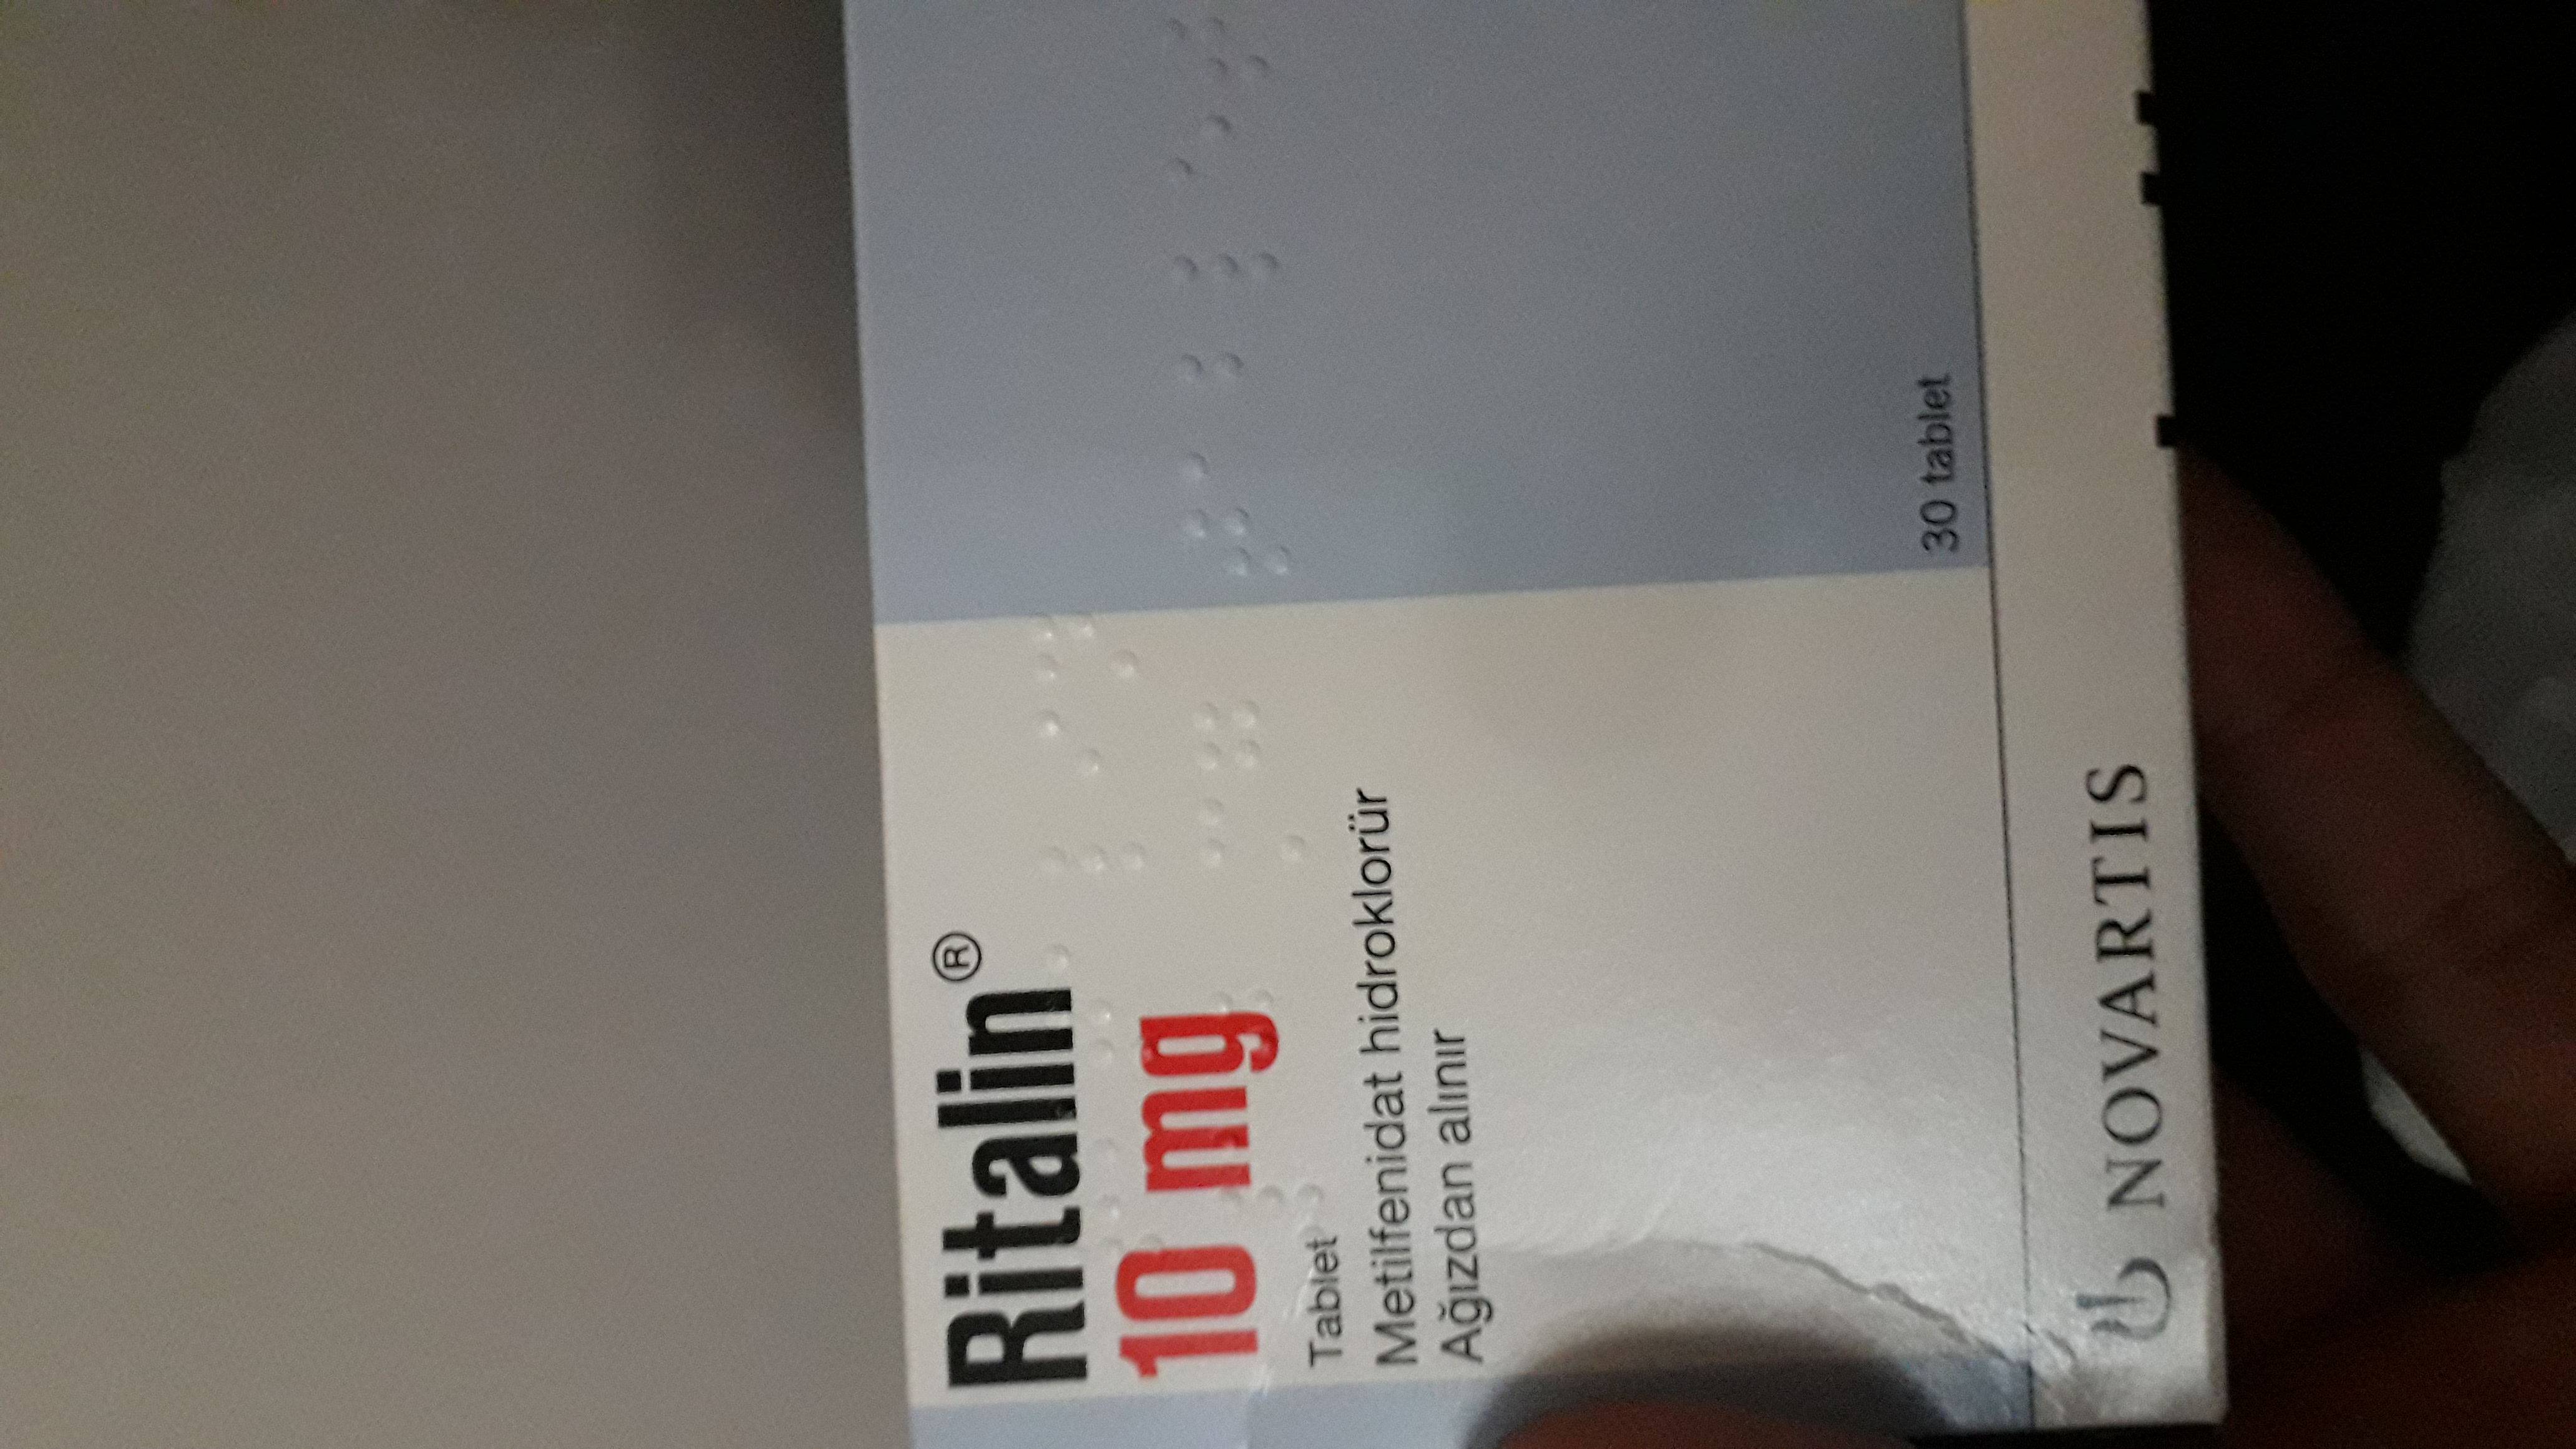 Ritalin®
10 mg
Tablet
Metilfenidat hidroklorür
Ağızdan alınır
30 tablet
NOVARTIS